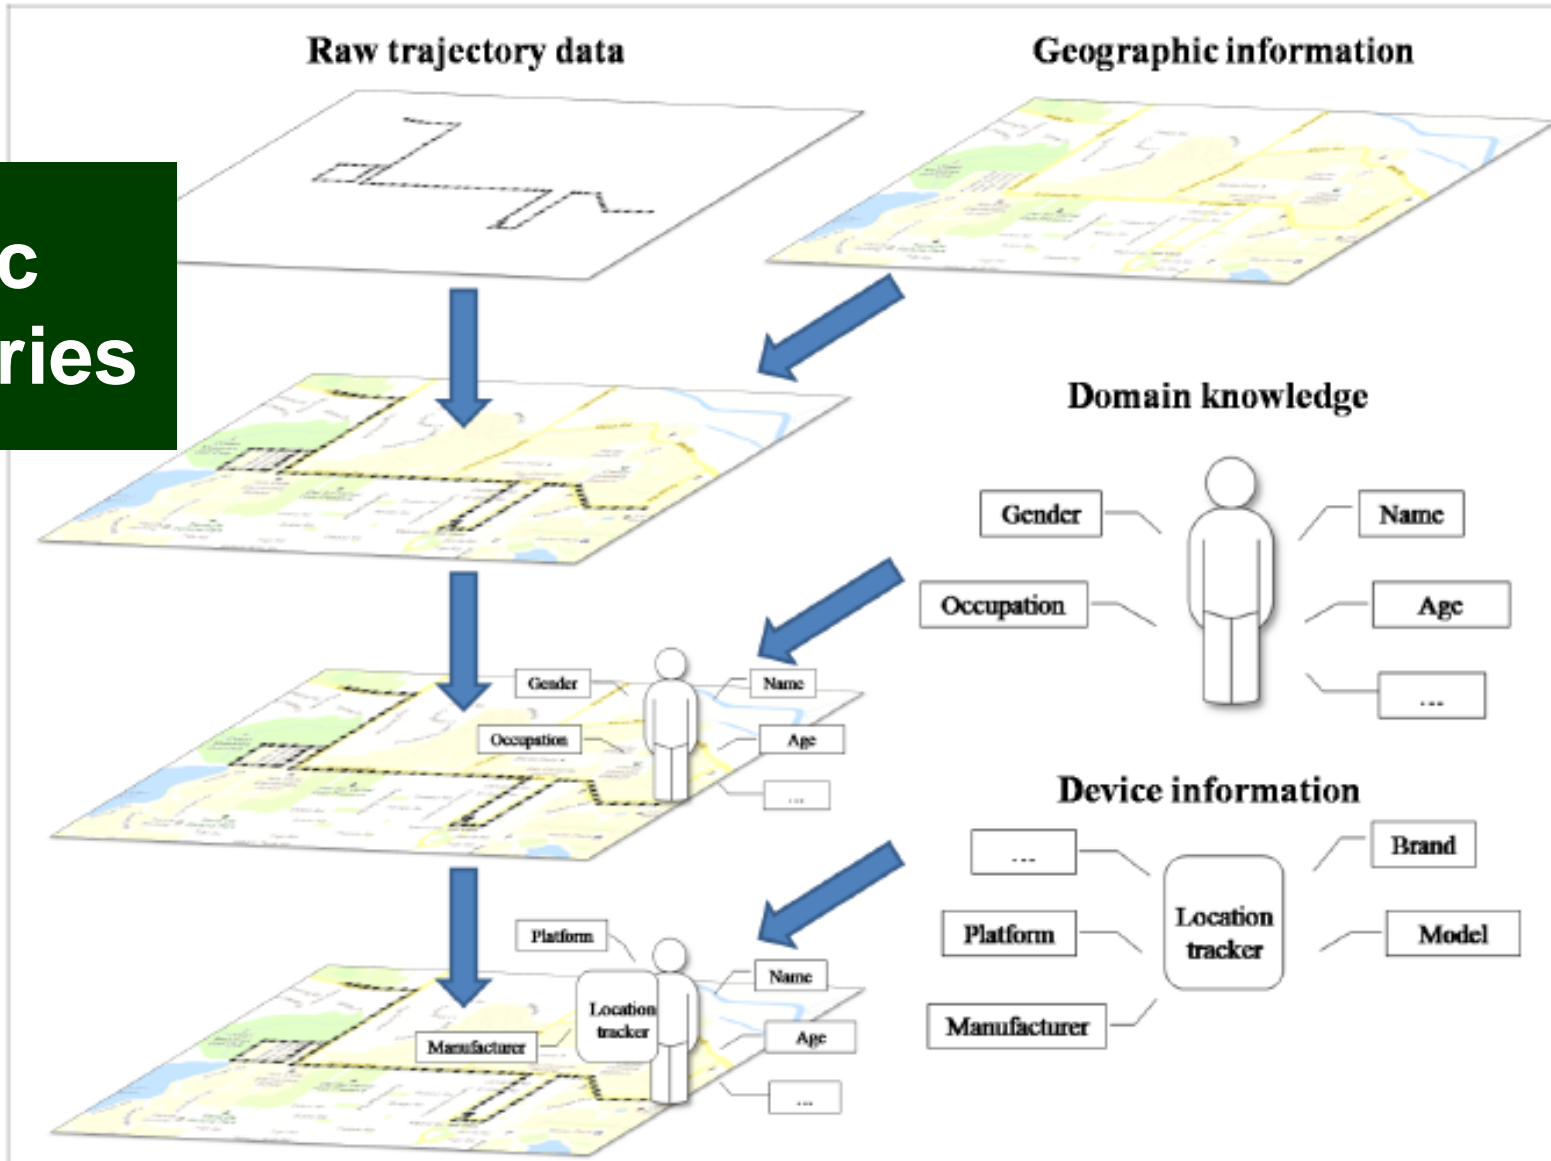 Raw trajectory data
Geographic information
c
ries
Domain knowledge
Gender
Name
Occupation
Age
...
Gender
Name
Occupation
Age
...
Device information
...
Brand
Platform
Location
tracker
Model
Manufacturer
Platform
Name
Location
tracker
Manufacturer
Age
...